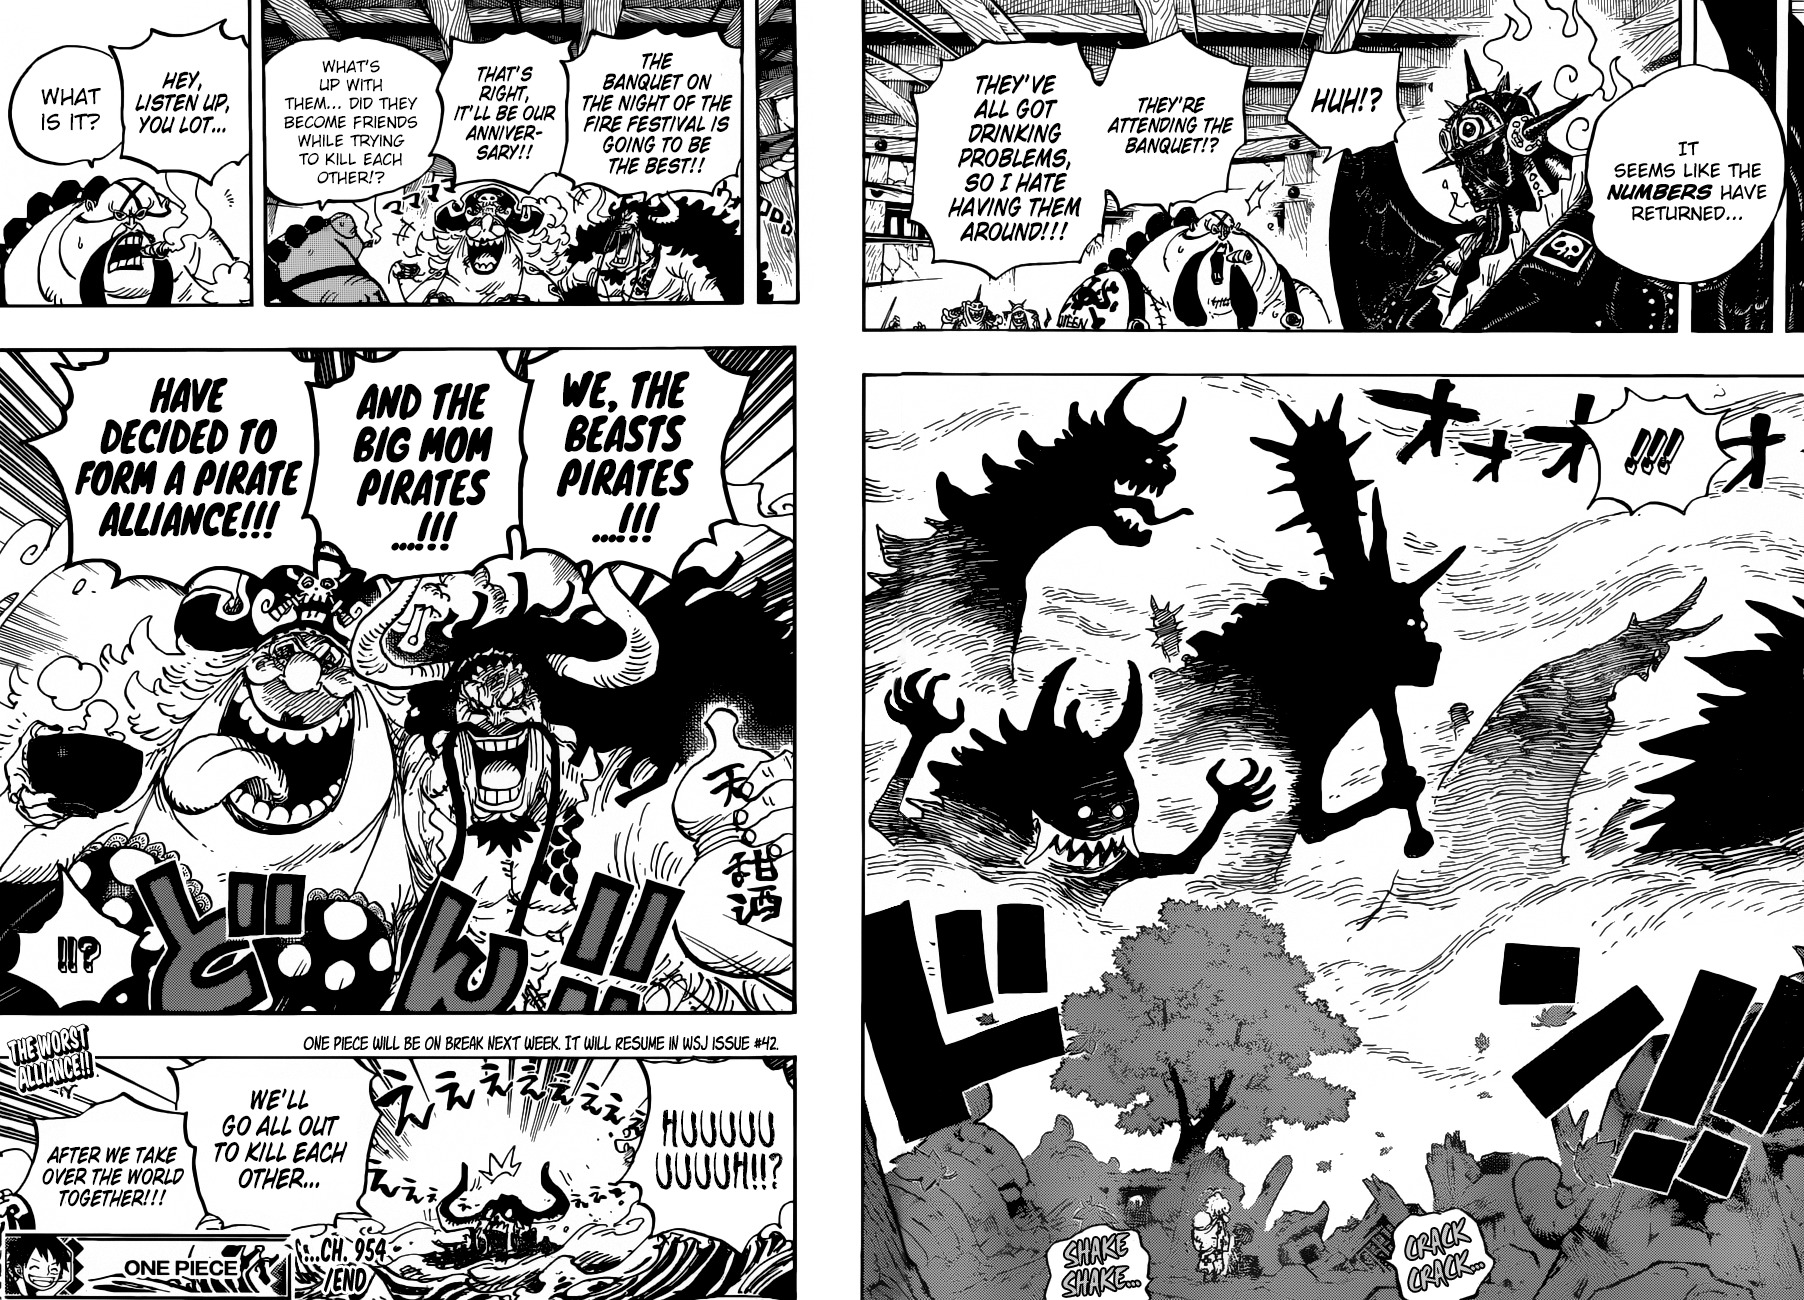 IT
SEEMS LIKE THE
NUMBERS HAVE
RETURNED...
HUH!?
THEY'RE
ATTENDING THE
BANQUET!?
THEY'VE
ALL GOT
DRINKING
PROBLEMS,
SO I HATE
HAVING THEM
AROUND!!!
QUEEN
オオオオ
!!!
ドン!!
SHAKE
SHAKE...
CRACK
CRACK...
THE
BANQUET ON
THE NIGHT OF THE
FIRE FESTIVAL IS
GOING TO BE
THE BEST!!
THAT'S
RIGHT,
IT'LL BE OUR
ANNIVER-
SARY!!
WHAT'S
UP WITH
THEM... DID THEY
BECOME FRIENDS
WHILE TRYING
TO KILL EACH
OTHER!?
HEY,
LISTEN UP,
YOU LOT...
WHAT
IS IT?
WE, THE
BEASTS
PIRATES
....!!!
AND THE
BIG MOM
PIRATES
....!!!
HAVE
DECIDED TO
FORM A PIRATE
ALLIANCE!!!
甜酒
!!?
どん!!
ONE PIECE WILL BE ON BREAK NEXT WEEK. IT WILL RESUME IN WSJ ISSUE #42.
THE WORST
ALLIANCE!!
HUUUUU
UUUUH!!?
WE'LL
GO ALL OUT
TO KILL EACH
OTHER...
AFTER WE TAKE
OVER THE WORLD
TOGETHER!!!
ONE PIECE
...CH. 954
/END